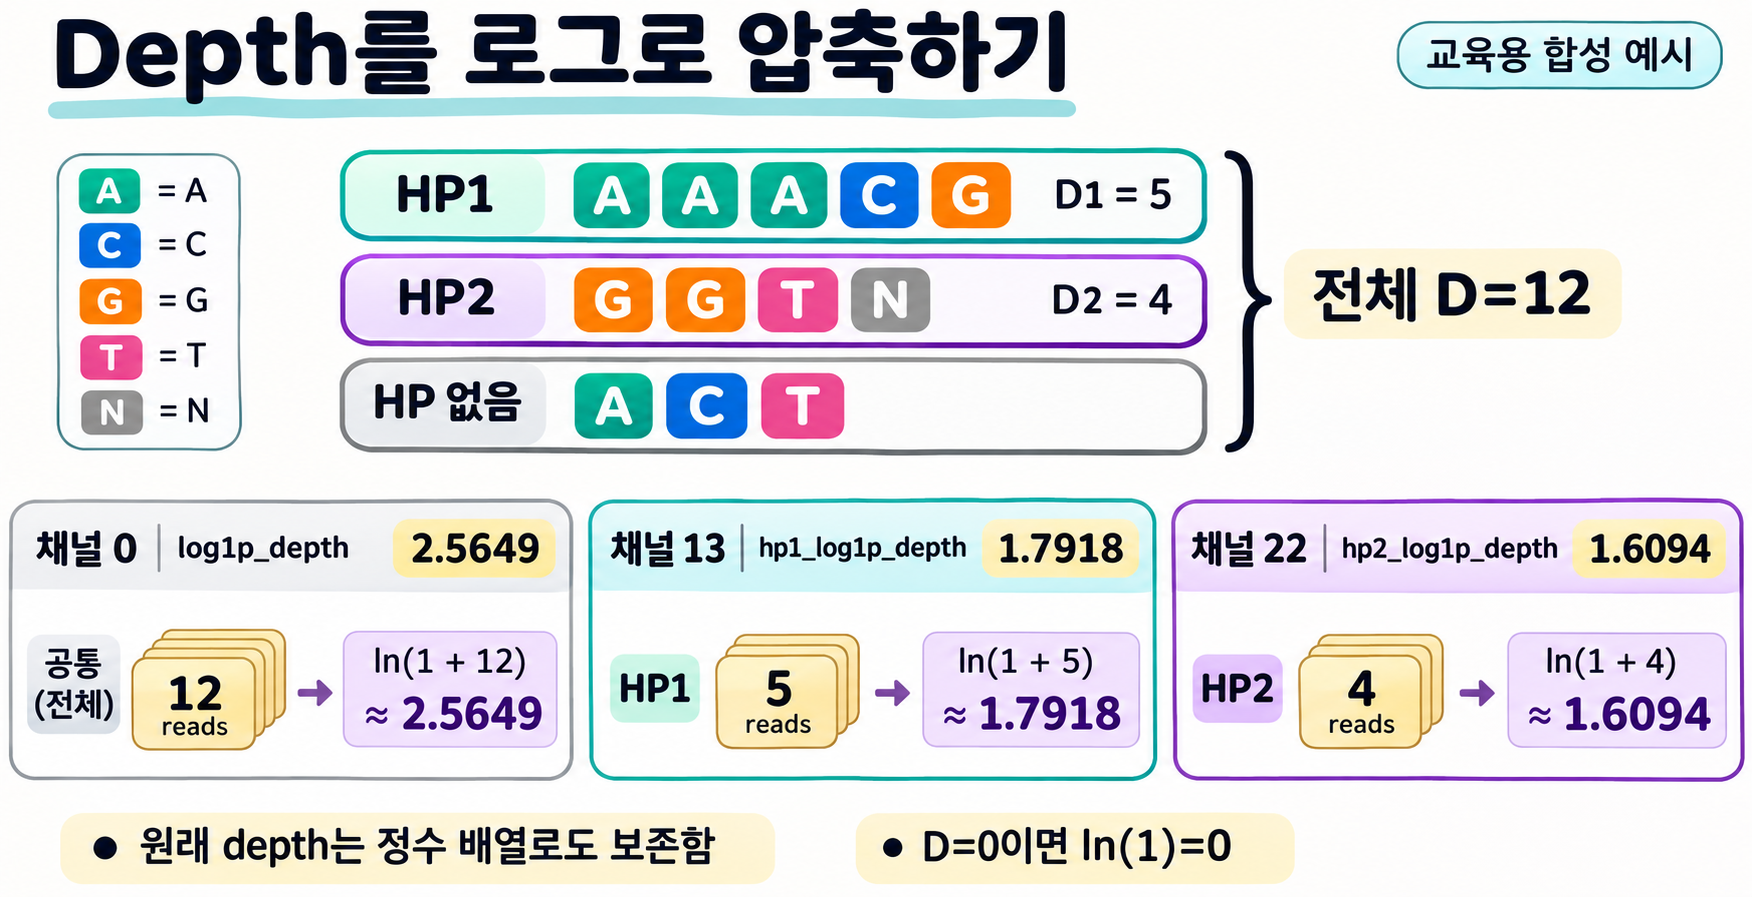 Depth를 로그로 압축하기
교육용 합성 예시
A = A
C = C
G = G
T = T
N = N
HP1 A A A C G D1 = 5
HP2 G G T N D2 = 4
HP 없음 A C T
전체 D=12
채널 0 log1p_depth 2.5649
공통
(전체)
12
reads
ln(1 + 12)
≈ 2.5649
채널 13 hp1_log1p_depth 1.7918
HP1
5
reads
ln(1 + 5)
≈ 1.7918
채널 22 hp2_log1p_depth 1.6094
HP2
4
reads
ln(1 + 4)
≈ 1.6094
● 원래 depth는 정수 배열로도 보존함
● D=0이면 ln(1)=0